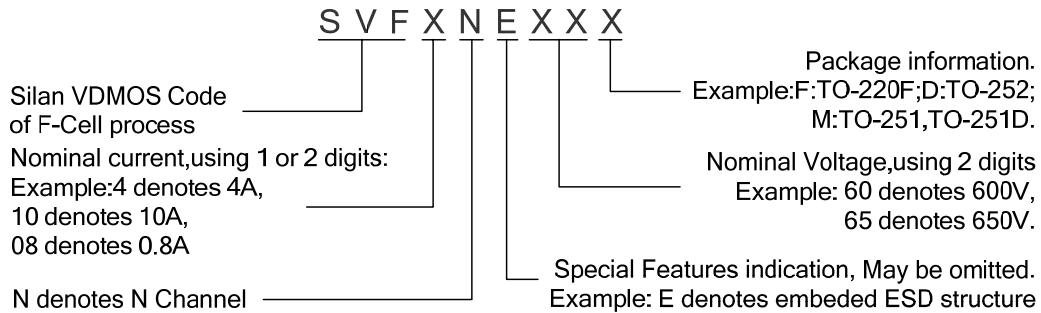 S V F X N E X X X
Silan VDMOS Code
of F-Cell process
Nominal current,using 1 or 2 digits:
Example:4 denotes 4A,
10 denotes 10A,
08 denotes 0.8A
N denotes N Channel
Package information.
Example:F:TO-220F;D:TO-252;
M:TO-251,TO-251D.
Nominal Voltage,using 2 digits
Example: 60 denotes 600V,
65 denotes 650V.
Special Features indication, May be omitted.
Example: E denotes embeded ESD structure